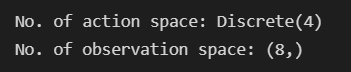 No. of action space: Discrete(4)
No. of observation space: (8,)